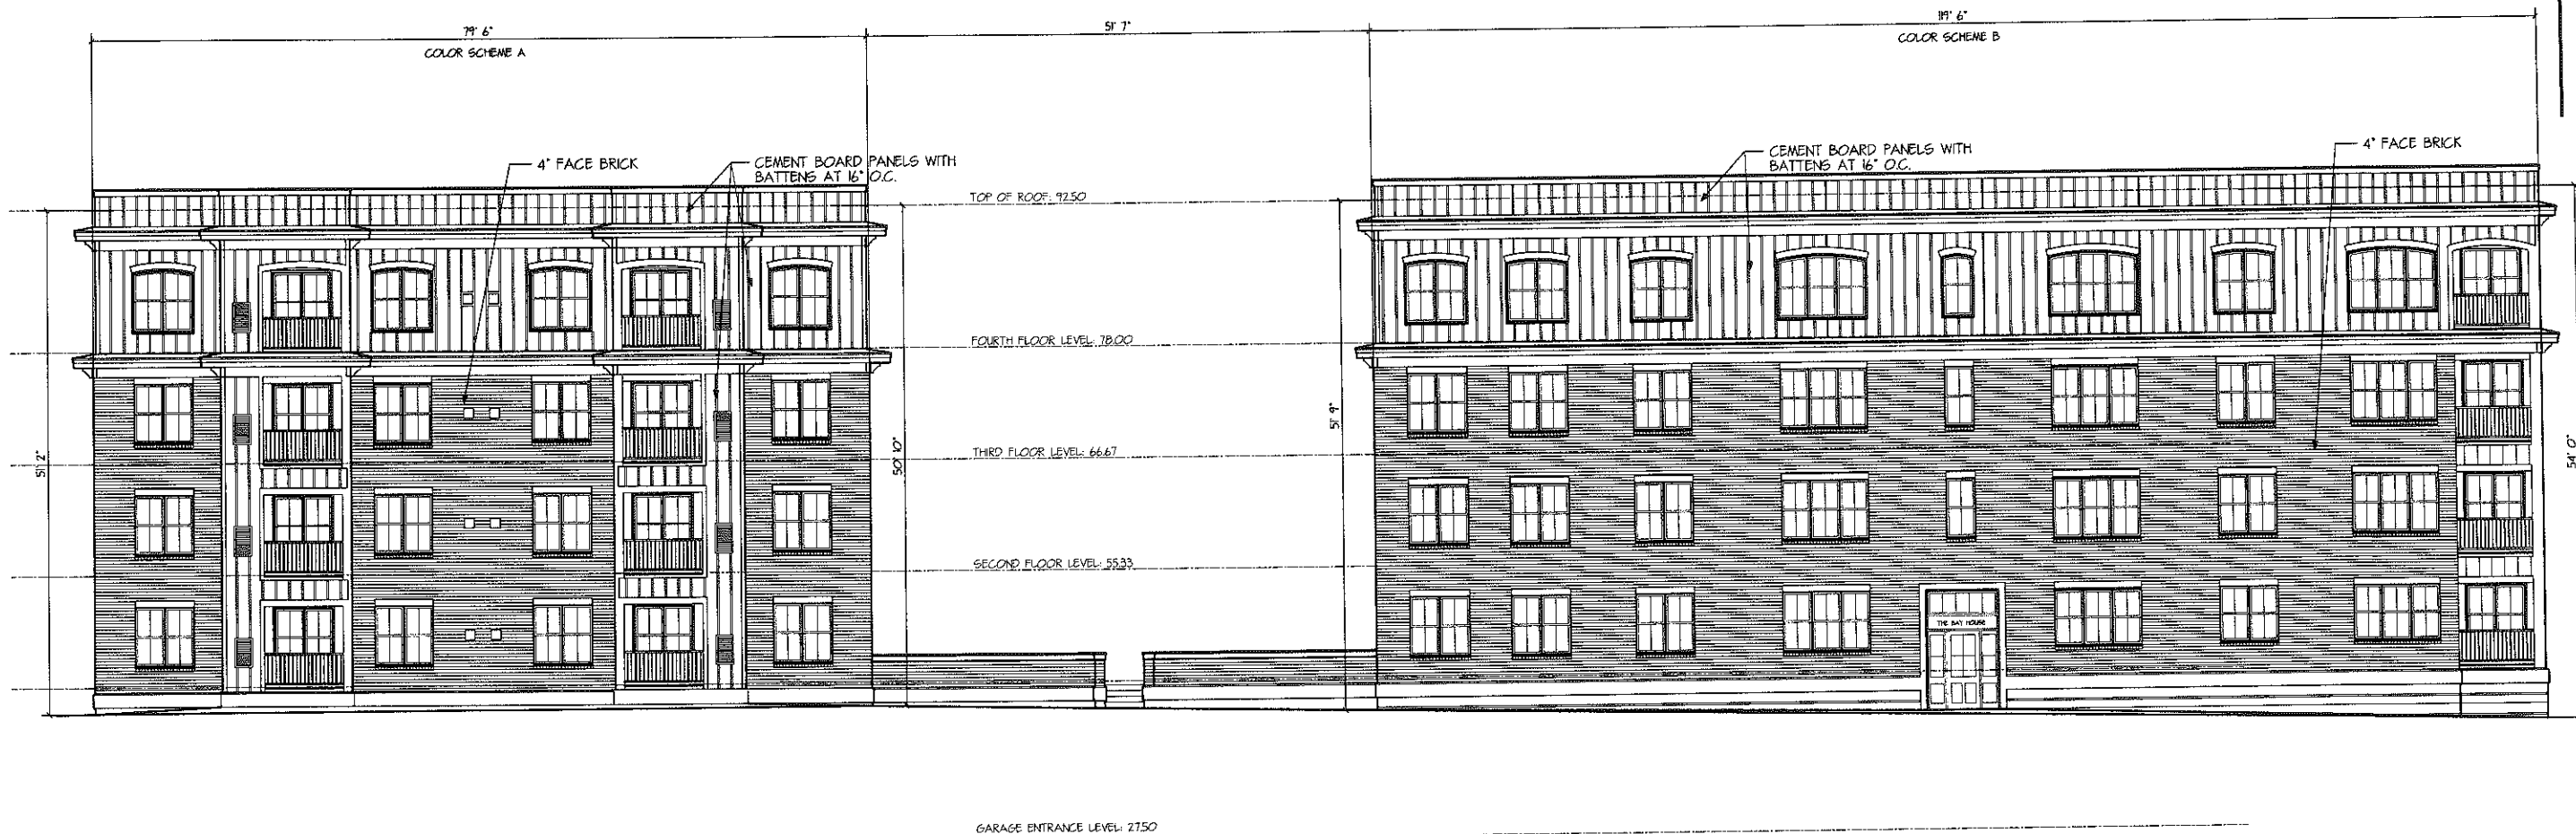 79' 6"
COLOR SCHEME A
51' 7"
119' 6"
COLOR SCHEME B
4" FACE BRICK
CEMENT BOARD PANELS WITH
BATTENS AT 16" O.C.
CEMENT BOARD PANELS WITH
BATTENS AT 16" O.C.
4" FACE BRICK
TOP OF ROOF: 92.50
FOURTH FLOOR LEVEL: 78.00
51' 2"
50' 10"
THIRD FLOOR LEVEL: 66.67
51' 9"
54' 0"
SECOND FLOOR LEVEL: 55.33
THE BAY HOUSE
GARAGE ENTRANCE LEVEL: 27.50